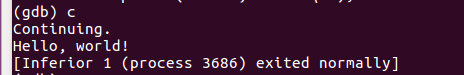 (gdb) c
Continuing.
Hello, world!
[Inferior 1 (process 3686) exited normally]